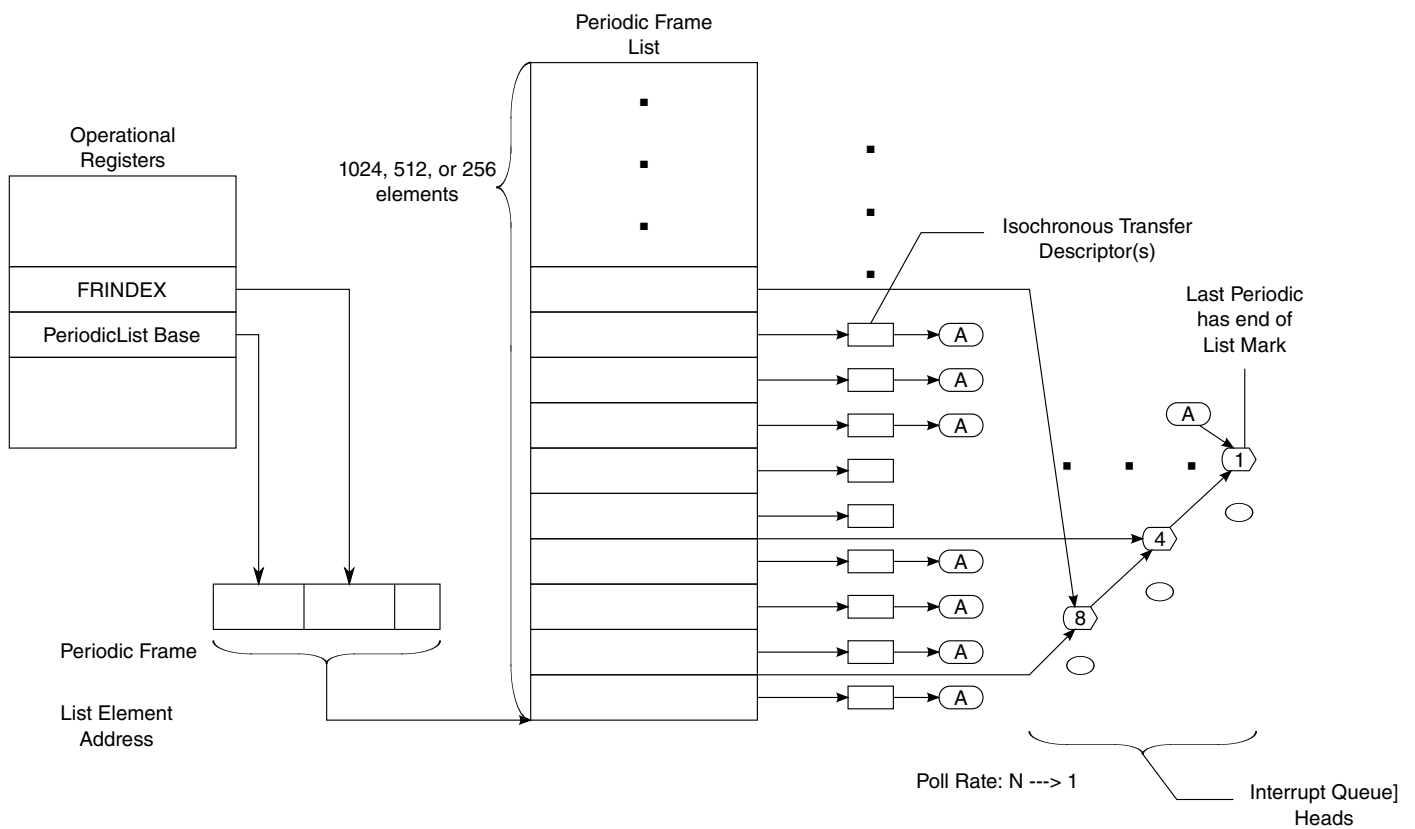 Periodic Frame
List
Operational
Registers
1024, 512, or 256
elements
Isochronous Transfer
Descriptor(s)
FRINDEX
Last Periodic
has end of
List Mark
PeriodicList Base
A
A
A
A
1
4
A
A
8
A
A
Periodic Frame
List Element
Address
Poll Rate: N ---> 1
Interrupt Queue]
Heads